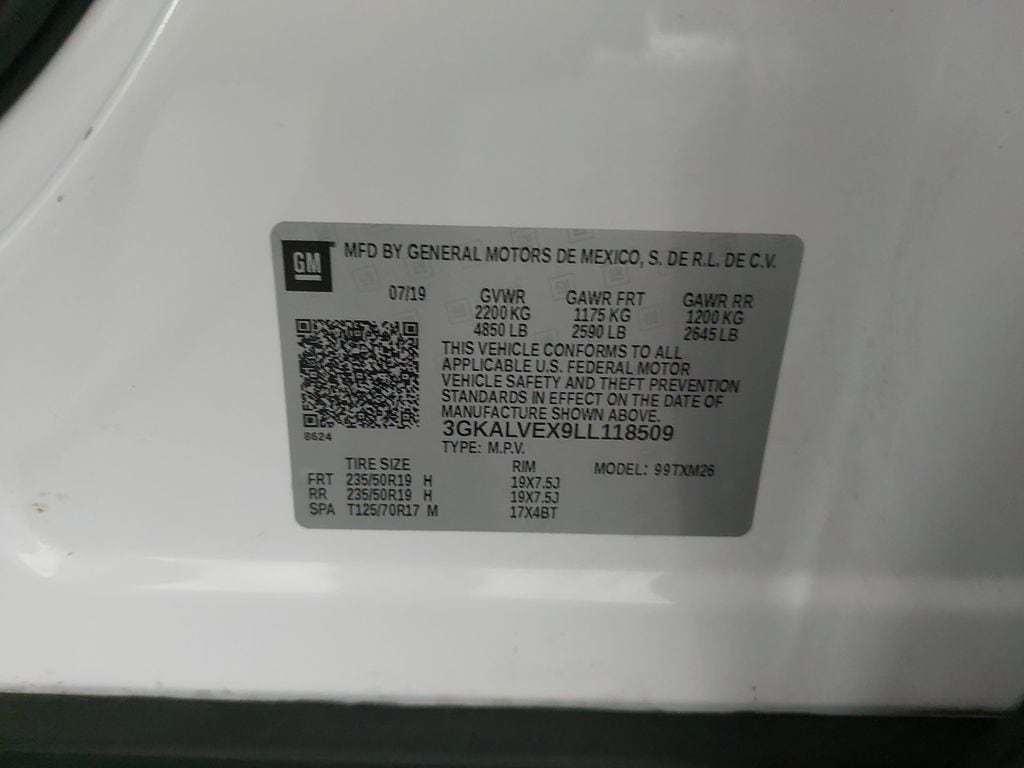 GM
MFD BY GENERAL MOTORS DE MEXICO, S. DE R.L. DE C.V.
07/19 GVWR GAWR FRT GAWR RR
2200 KG 1175 KG 1200 KG
4850 LB 2590 LB 2645 LB
THIS VEHICLE CONFORMS TO ALL
APPLICABLE U.S. FEDERAL MOTOR
VEHICLE SAFETY AND THEFT PREVENTION
STANDARDS IN EFFECT ON THE DATE OF
MANUFACTURE SHOWN ABOVE.
3GKALVEX9LL118509
8624
TYPE: M.P.V.
TIRE SIZE RIM MODEL: 99TXM26
FRT 235/50R19 H 19X7.5J
RR 235/50R19 H 19X7.5J
SPA T125/70R17 M 17X4BT